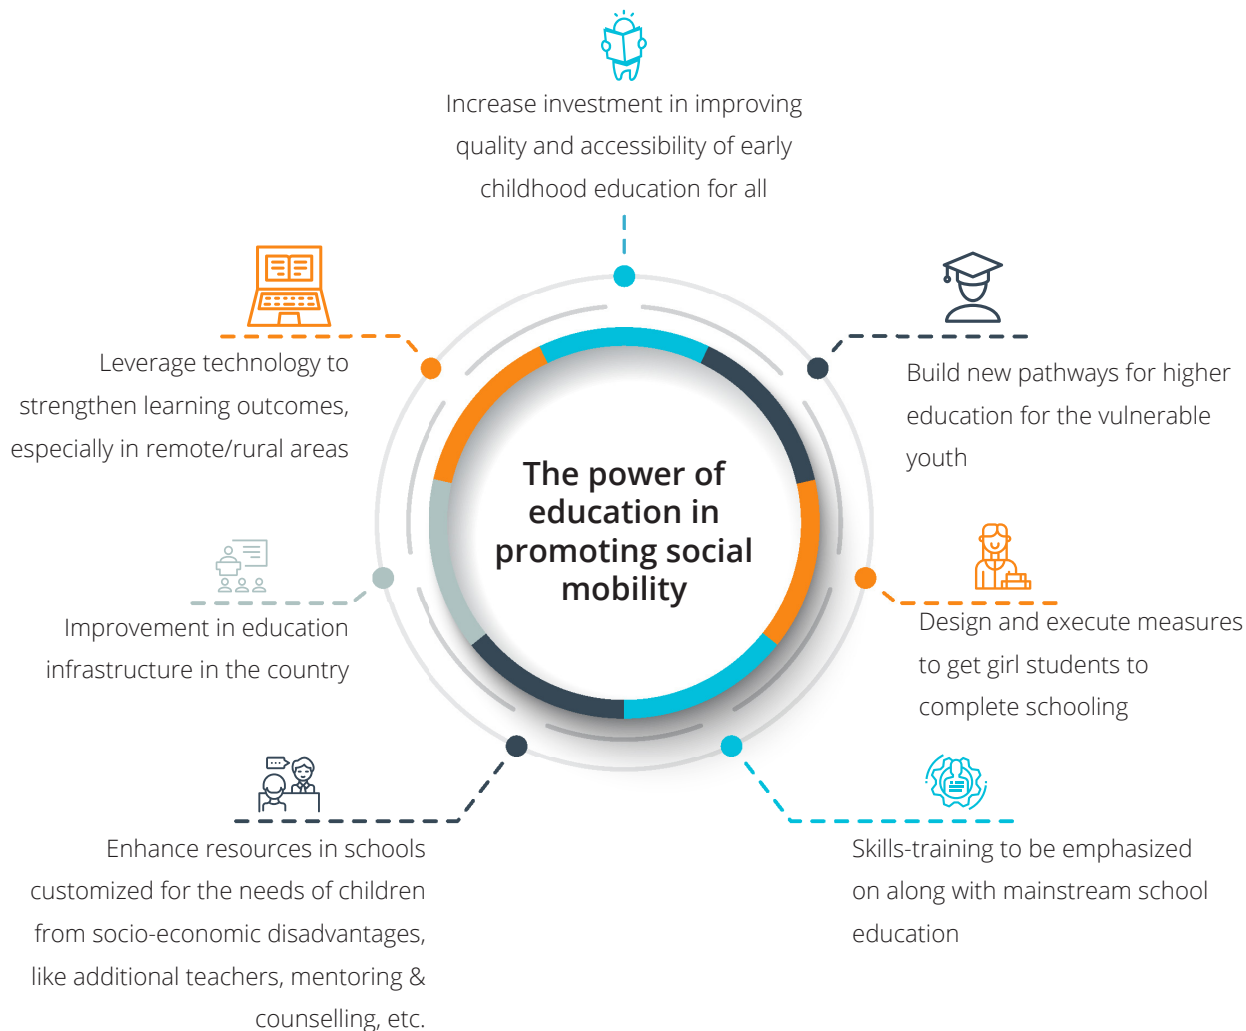 Increase investment in improving
quality and accessibility of early
childhood education for all
Leverage technology to
strengthen learning outcomes,
especially in remote/rural areas
Build new pathways for higher
education for the vulnerable
youth
The power of
education in
promoting social
mobility
Improvement in education
infrastructure in the country
Design and execute measures
to get girl students to
complete schooling
Enhance resources in schools
customized for the needs of children
from socio-economic disadvantages,
like additional teachers, mentoring &
counselling, etc.
Skills-training to be emphasized
on along with mainstream school
education